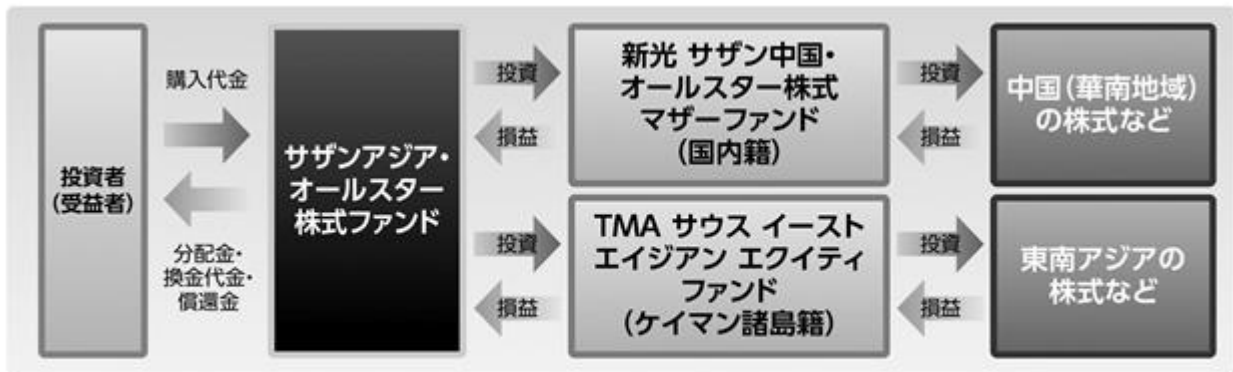 投資者
(受益者)
購入代金
分配金・
換金代金・
償還金
サザンアジア・
オールスター
株式ファンド
投資
損益
新光 サザン中国・
オールスター株式
マザーファンド
(国内籍)
投資
損益
中国(華南地域)
の株式など
投資
損益
TMA サウス イースト
エイジアン エクイティ
ファンド
(ケイマン諸島籍)
投資
損益
東南アジアの
株式など